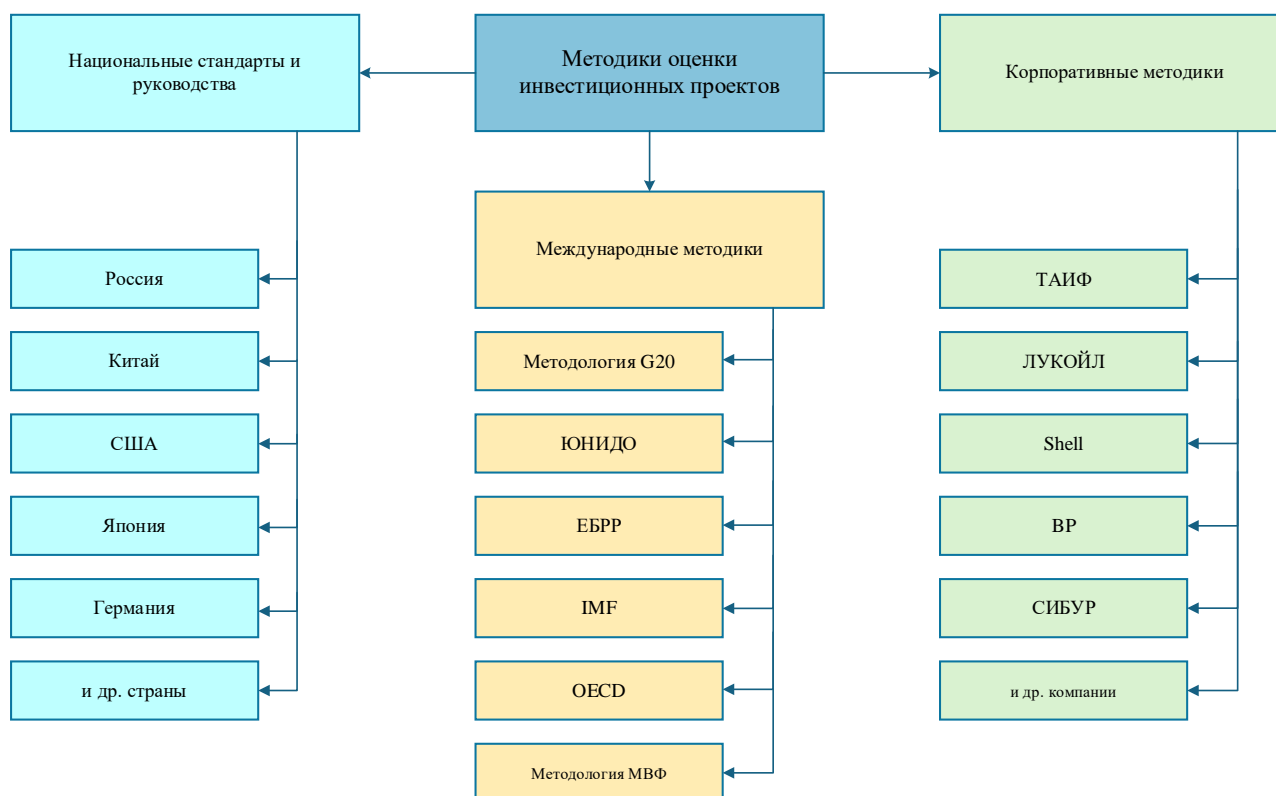 Национальные стандарты и
руководства
Методики оценки
инвестиционных проектов
Корпоративные методики
Международные методики
Россия
Китай
США
Япония
Германия
и др. страны
Методология G20
ЮНИДО
ЕБРР
IMF
OECD
Методология МВФ
ТАИФ
ЛУКОЙЛ
Shell
BP
СИБУР
и др. компании